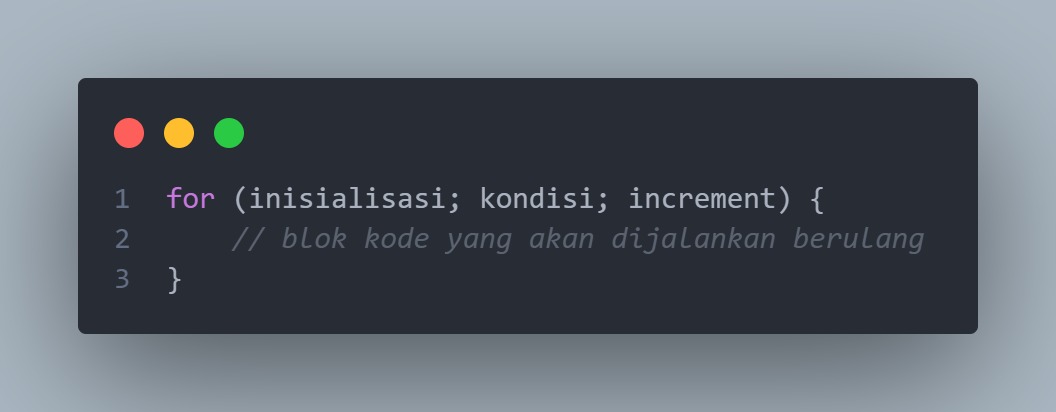 1 for (inisialisasi; kondisi; increment) {
2     // blok kode yang akan dijalankan berulang
3 }